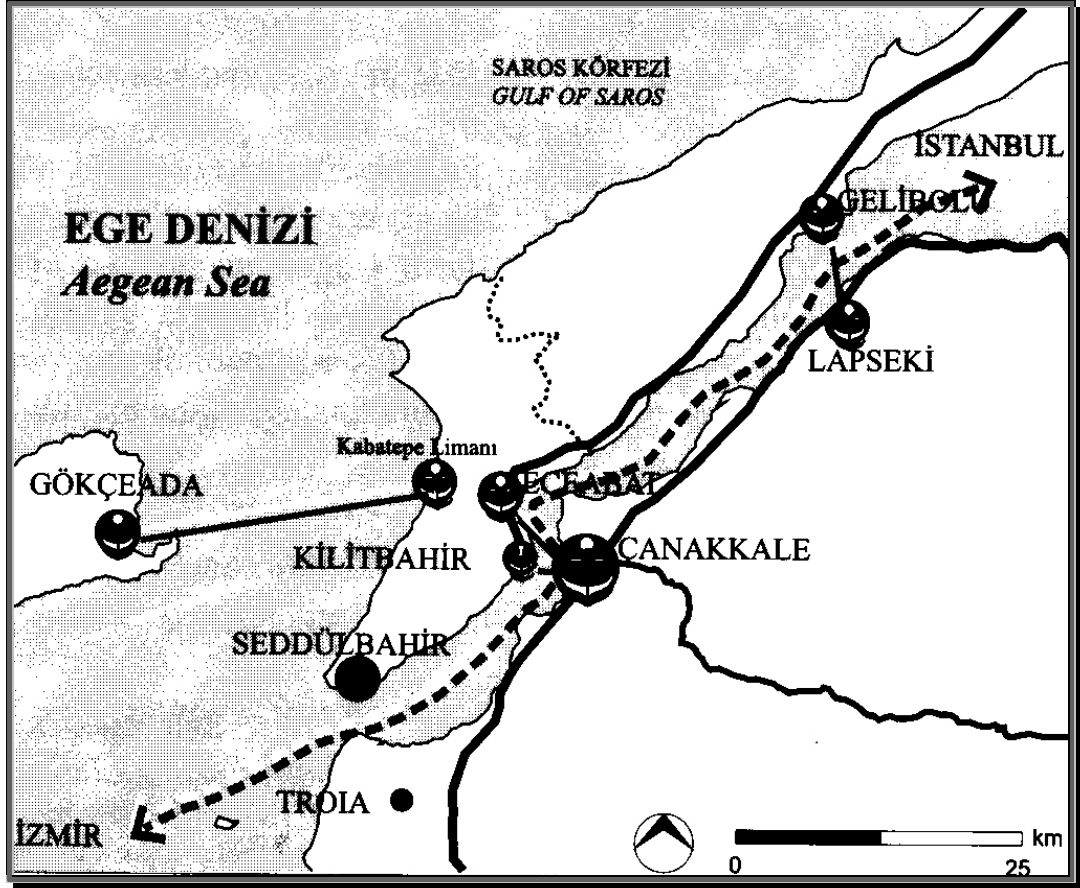 SAROS KÖRFEZİ
GULF OF SAROS
İSTANBUL
GELİBOLU
EGE DENİZİ
Aegean Sea
LAPSEKİ
Kabatepe Limanı
GÖKÇEADA
ECEABAT
KİLİTBAHİR
ÇANAKKALE
SEDDÜLBAHİR
TROIA
İZMİR
km
0 25